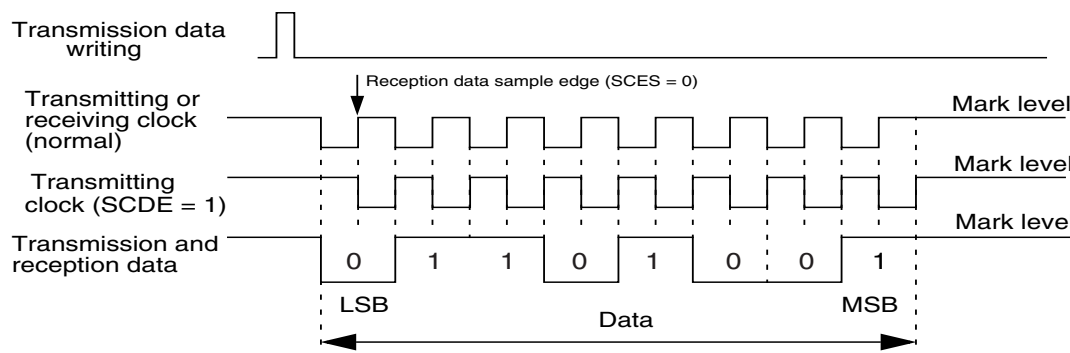 Transmission data
writing
Reception data sample edge (SCES = 0)
Transmitting or
receiving clock
(normal)
Mark level
Transmitting
clock (SCDE = 1)
Mark level
Transmission and
reception data
Mark level
0 1 1 0 1 0 0 1
LSB
MSB
Data